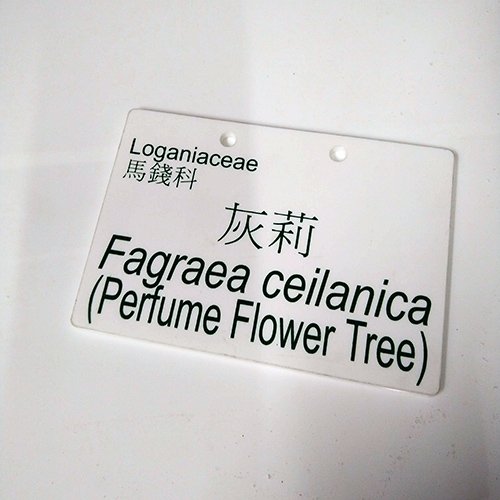 Loganiaceae
馬錢科
灰莉
Fagraea ceilanica
(Perfume Flower Tree)